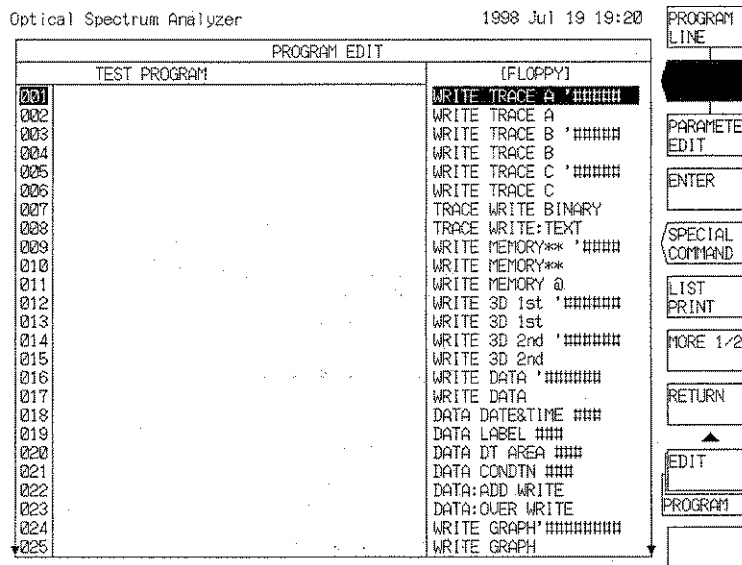 Optical Spectrum Analyzer 1998 Jul 19 19:20
PROGRAM EDIT
TEST PROGRAM [FLOPPY]
001 WRITE TRACE A '#####
002 WRITE TRACE A
003 WRITE TRACE B '#####
004 WRITE TRACE B
005 WRITE TRACE C '#####
006 WRITE TRACE C
007 TRACE WRITE BINARY
008 TRACE WRITE:TEXT
009 WRITE MEMORY** '####
010 WRITE MEMORY**
011 WRITE MEMORY @
012 WRITE 3D 1st '######
013 WRITE 3D 1st
014 WRITE 3D 2nd '######
015 WRITE 3D 2nd
016 WRITE DATA '######
017 WRITE DATA
018 DATA DATE&TIME ###
019 DATA LABEL ###
020 DATA DT AREA ###
021 DATA CONDTN ###
022 DATA:ADD WRITE
023 DATA:OVER WRITE
024 WRITE GRAPH'########
025 WRITE GRAPH
PROGRAM
LINE
PARAMETE
EDIT
ENTER
SPECIAL
COMMAND
LIST
PRINT
MORE 1/2
RETURN
EDIT
PROGRAM